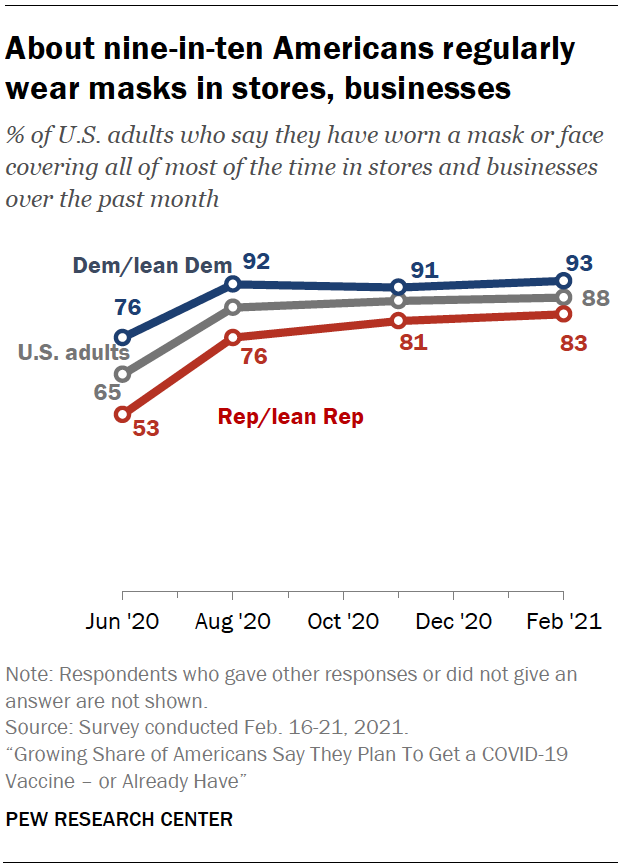 About nine-in-ten Americans regularly
wear masks in stores, businesses
% of U.S. adults who say they have worn a mask or face
covering all of most of the time in stores and businesses
over the past month
Dem/lean Dem 92 91 93
76
U.S. adults 88
65
53 76 81 83
Rep/lean Rep
Jun '20 Aug '20 Oct '20 Dec '20 Feb '21
Note: Respondents who gave other responses or did not give an
answer are not shown.
Source: Survey conducted Feb. 16-21, 2021.
“Growing Share of Americans Say They Plan To Get a COVID-19
Vaccine – or Already Have”
PEW RESEARCH CENTER